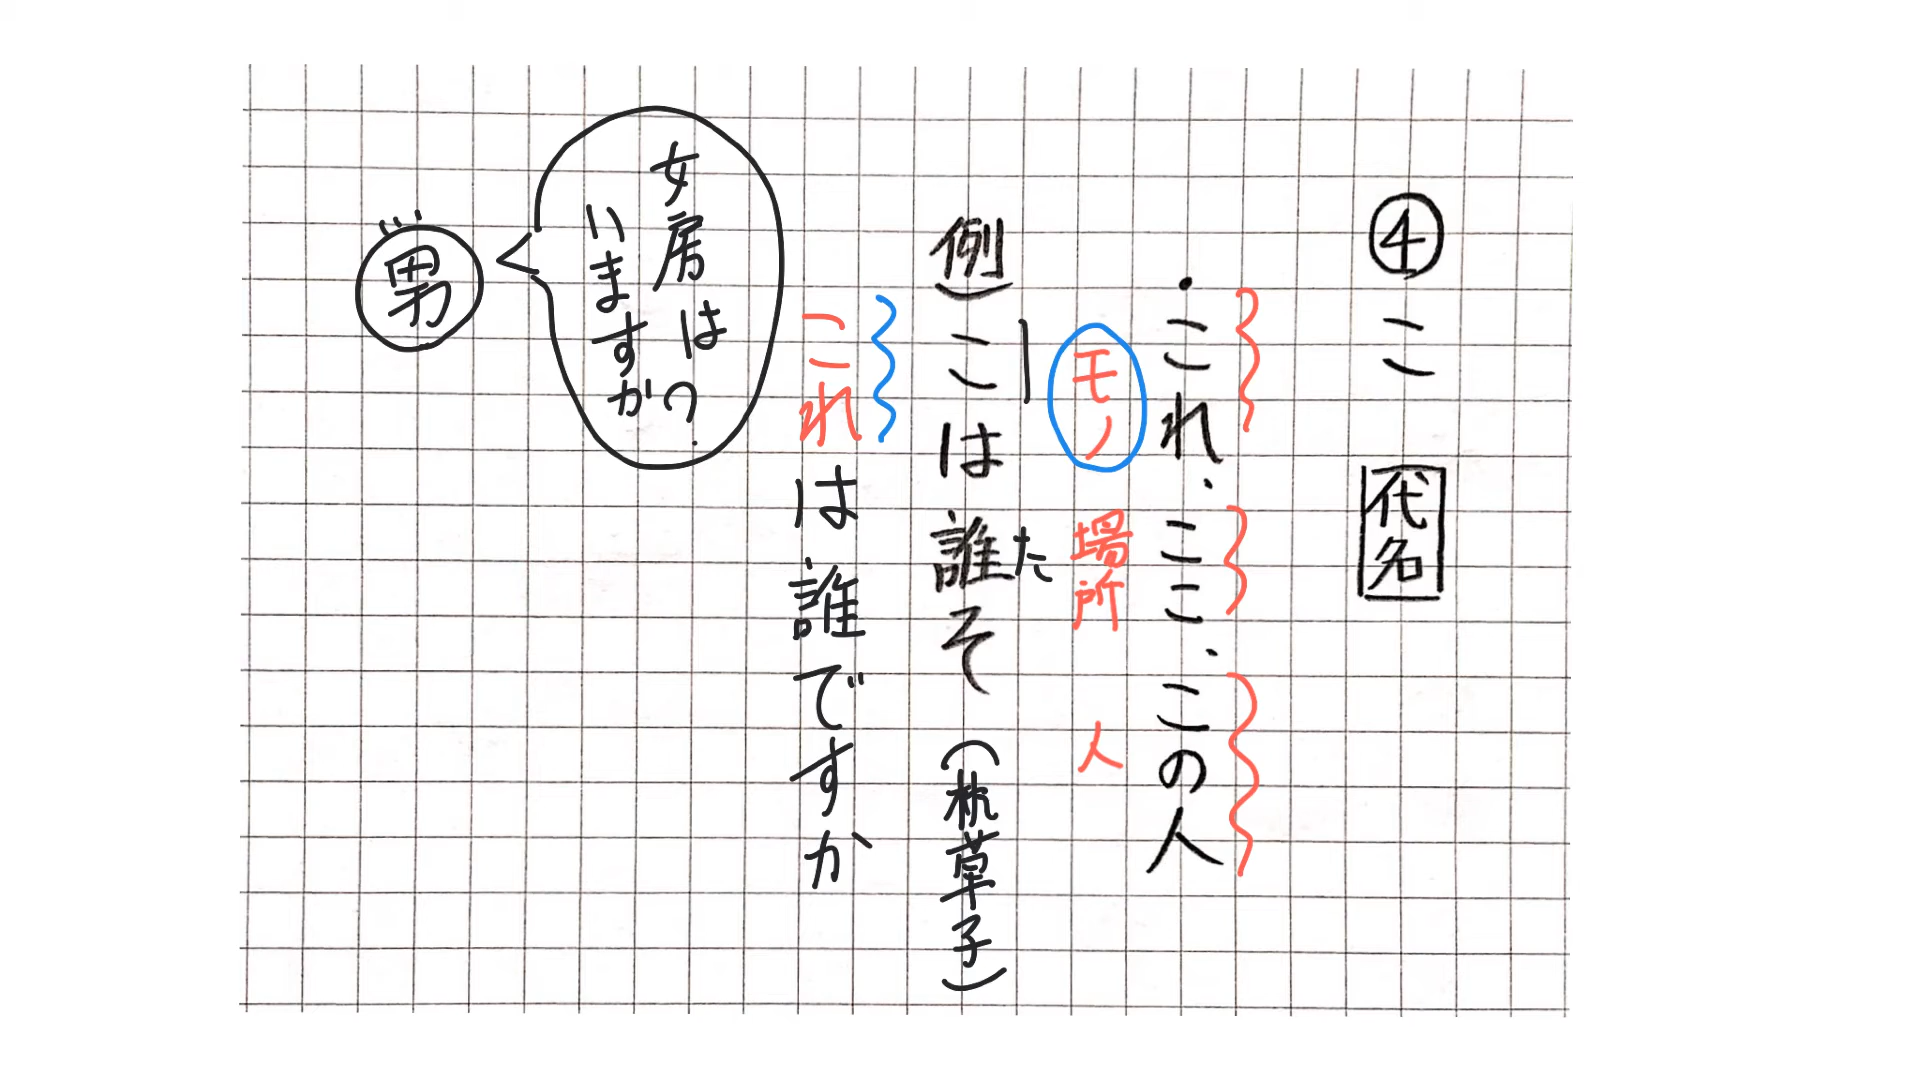 ④ こ 代名
・これ、ここ、この人
モノ 場所 人
例）こは誰そ（枕草子）
た
これは誰ですか
女房は？
いますか
男